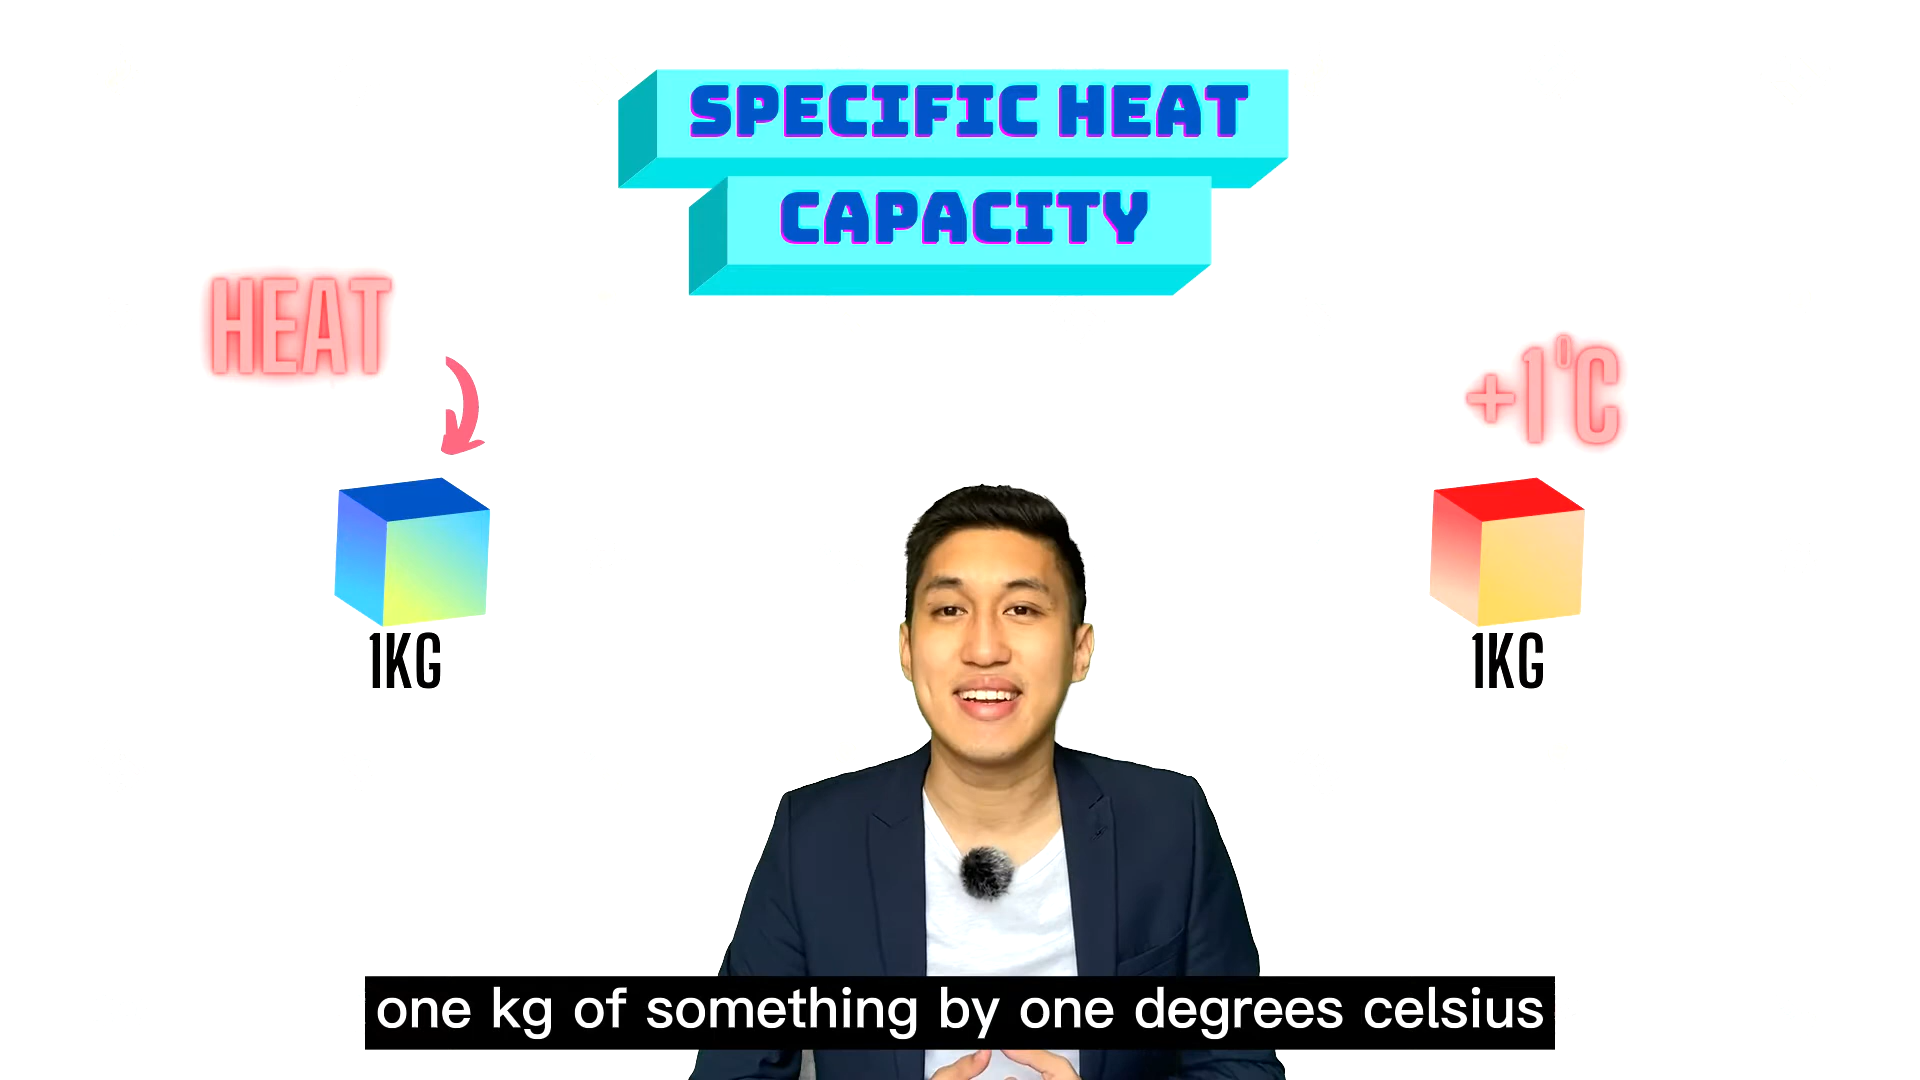 SPECIFIC HEAT
CAPACITY
HEAT
+1°C
1KG
1KG
one kg of something by one degrees celsius